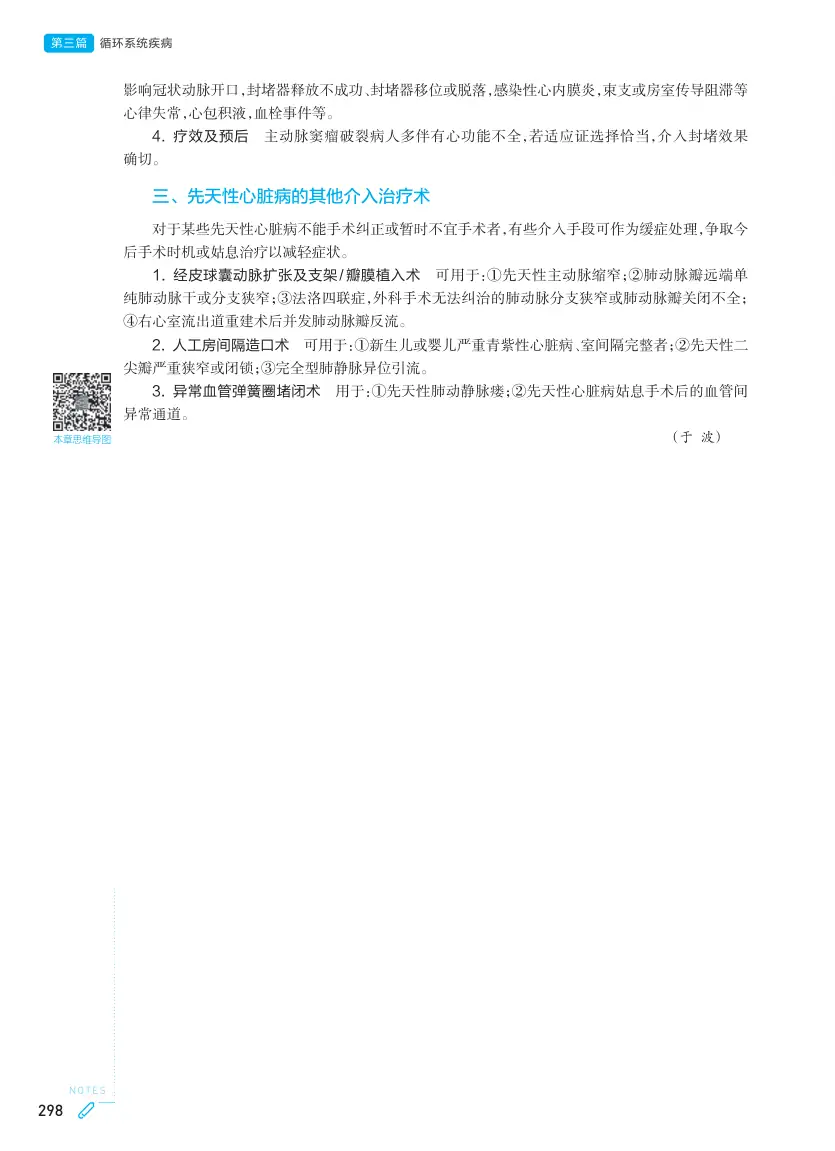 第三篇 循环系统疾病
影响冠状动脉开口,封堵器释放不成功、封堵器移位或脱落,感染性心内膜炎,束支或房室传导阻滞等
心律失常,心包积液,血栓事件等。
4. 疗效及预后 主动脉窦瘤破裂病人多伴有心功能不全,若适应证选择恰当,介入封堵效果
确切。
三、先天性心脏病的其他介入治疗术
对于某些先天性心脏病不能手术纠正或暂时不宜手术者,有些介入手段可作为缓症处理,争取今
后手术时机或姑息治疗以减轻症状。
1. 经皮球囊动脉扩张及支架/瓣膜植入术 可用于:①先天性主动脉缩窄;②肺动脉瓣远端单
纯肺动脉干或分支狭窄;③法洛四联症,外科手术无法纠治的肺动脉分支狭窄或肺动脉瓣关闭不全;
④右心室流出道重建术后并发肺动脉瓣反流。
2. 人工房间隔造口术 可用于:①新生儿或婴儿严重青紫性心脏病、室间隔完整者;②先天性二
尖瓣严重狭窄或闭锁;③完全型肺静脉异位引流。
3. 异常血管弹簧圈堵闭术 用于:①先天性肺动静脉瘘;②先天性心脏病姑息手术后的血管间
异常通道。
本章思维导图
(于 波)
NOTES
298